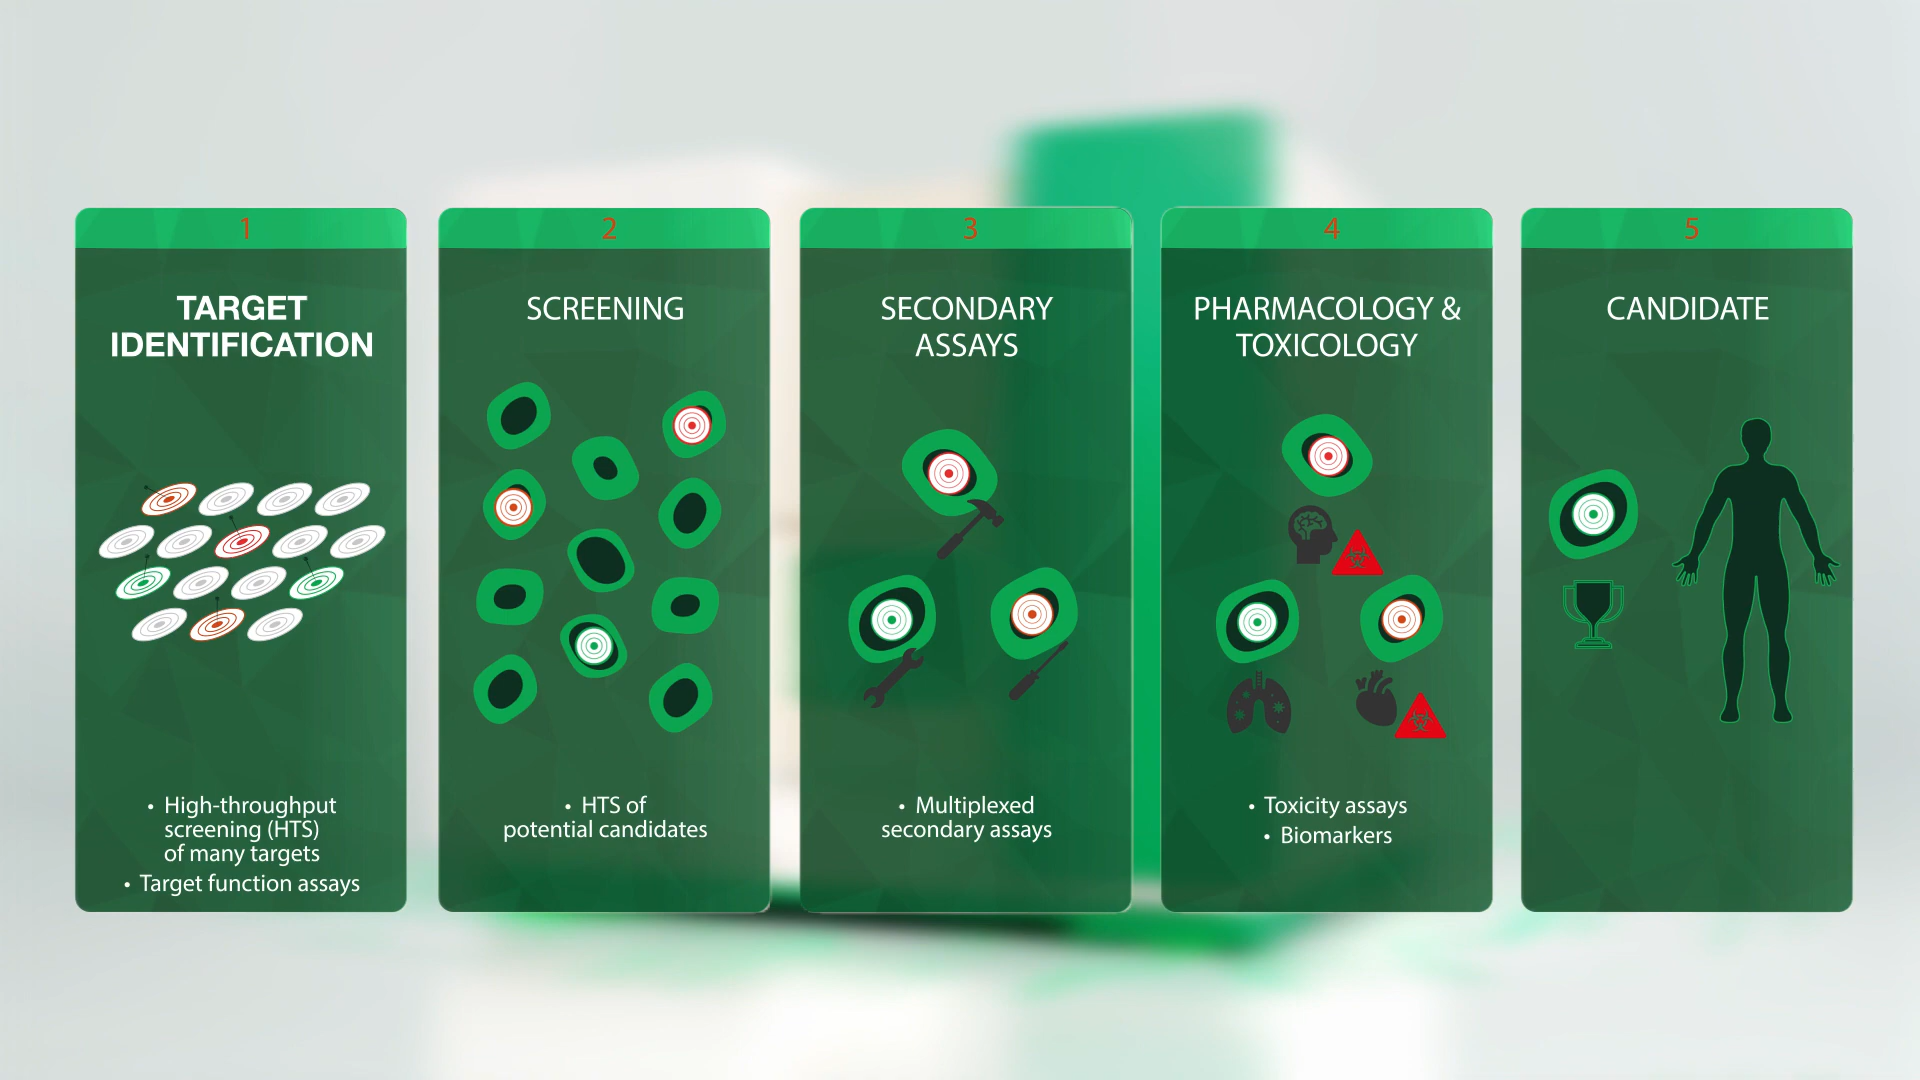 1
TARGET
IDENTIFICATION
• High-throughput
screening (HTS)
of many targets
• Target function assays
2
SCREENING
• HTS of
potential candidates
3
SECONDARY
ASSAYS
• Multiplexed
secondary assays
4
PHARMACOLOGY &
TOXICOLOGY
• Toxicity assays
• Biomarkers
5
CANDIDATE